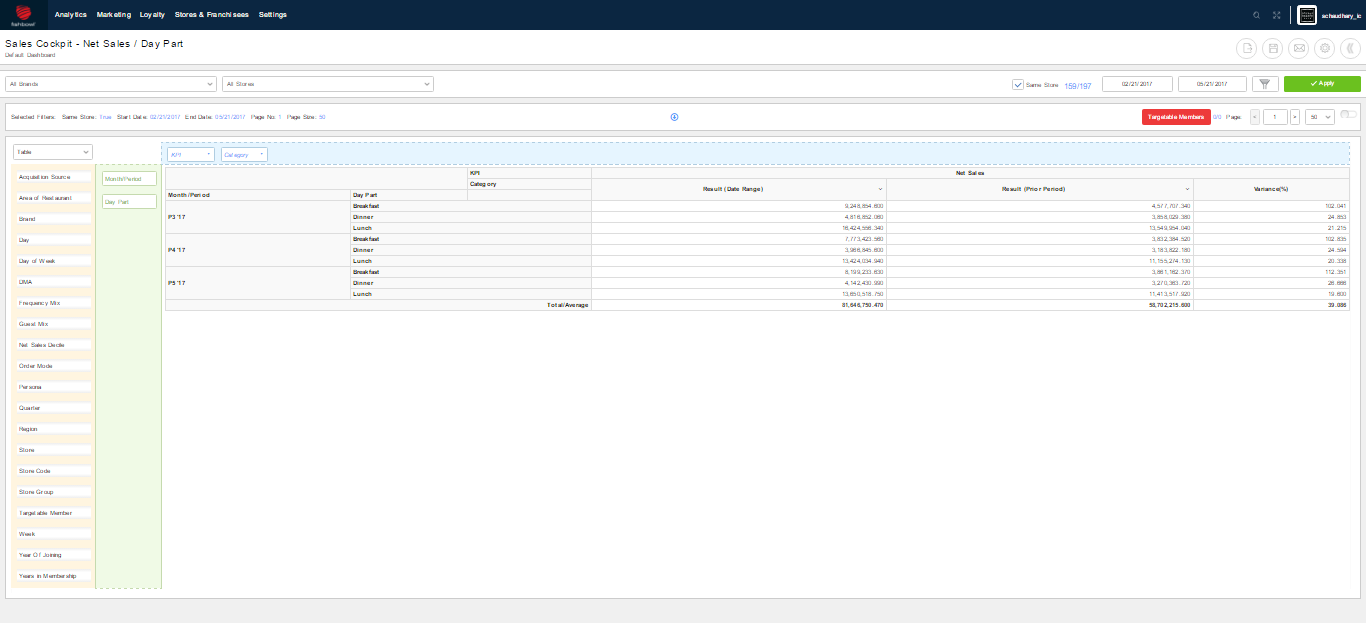 fishbowl Analytics Marketing Loyalty Stores & Franchisees Settings schaudhary_ic
Sales Cockpit - Net Sales / Day Part
Default Dashboard
All Brands All Stores Same Store 159/197 02/21/2017 05/21/2017 Apply
Selected Filters: Same Store: true Start Date: 02/21/2017 End Date: 05/21/2017 Page No: 1 Page Size: 50 Targetable Members 0/0 Page: « 1 » 50
Table KPI Category
Acquisition Source
Area of Restaurant
Brand
Day
Day of Week
DMA
Frequency Mix
Guest Mix
Net Sales Decile
Order Mode
Persona
Quarter
Region
Store
Store Code
Store Group
Targetable Member
Week
Year Of Joining
Years in Membership
Month/Period
Day Part
KPI Net Sales
Category Result (Date Range) Result (Prior Period) Variance(%)
Month/Period Day Part
P3 '17 Breakfast 9,248,854.600 4,577,707.340 102.041
Dinner 4,816,852.080 3,858,029.380 24.853
Lunch 16,424,556.340 13,549,954.040 21.215
P4 '17 Breakfast 7,773,423.560 3,832,384.520 102.835
Dinner 3,966,845.600 3,183,822.180 24.594
Lunch 13,424,034.940 11,155,274.130 20.338
P5 '17 Breakfast 8,199,233.630 3,861,162.370 112.351
Dinner 4,142,430.990 3,270,363.720 26.666
Lunch 13,650,518.750 11,413,517.920 19.600
Total/Average 81,646,750.470 58,702,215.600 39.086